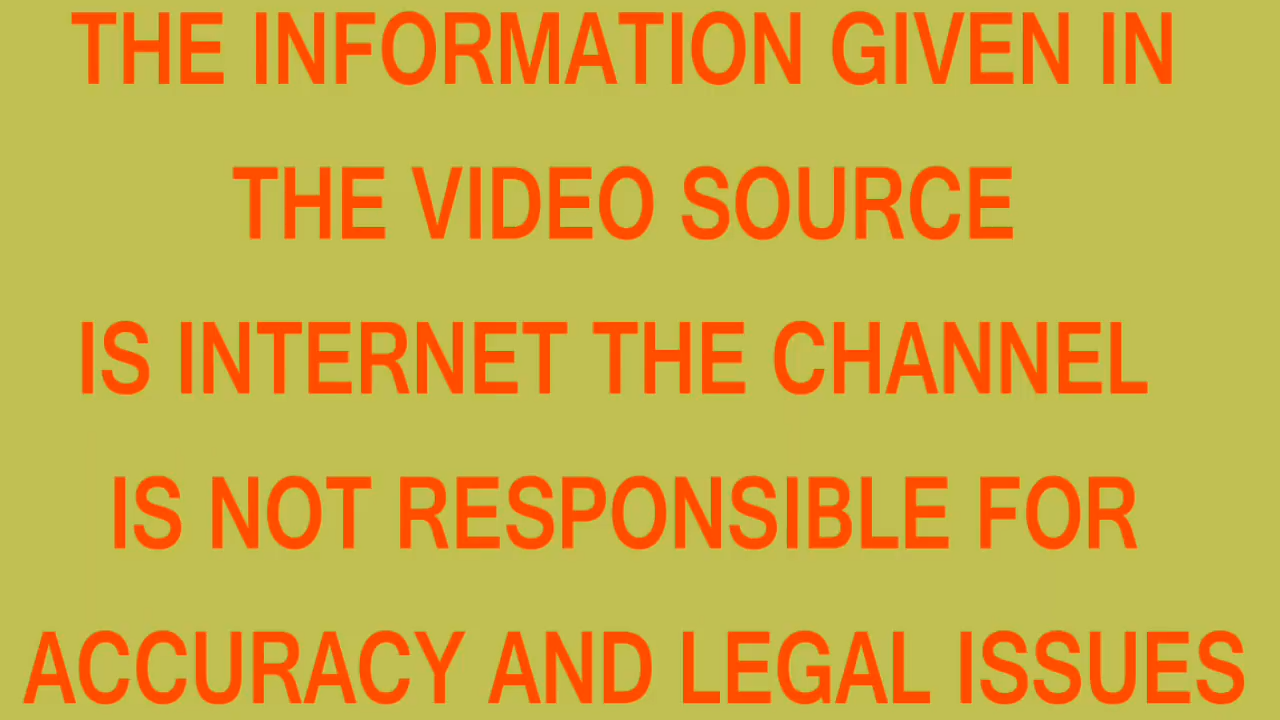 THE INFORMATION GIVEN IN
THE VIDEO SOURCE
IS INTERNET THE CHANNEL
IS NOT RESPONSIBLE FOR
ACCURACY AND LEGAL ISSUES